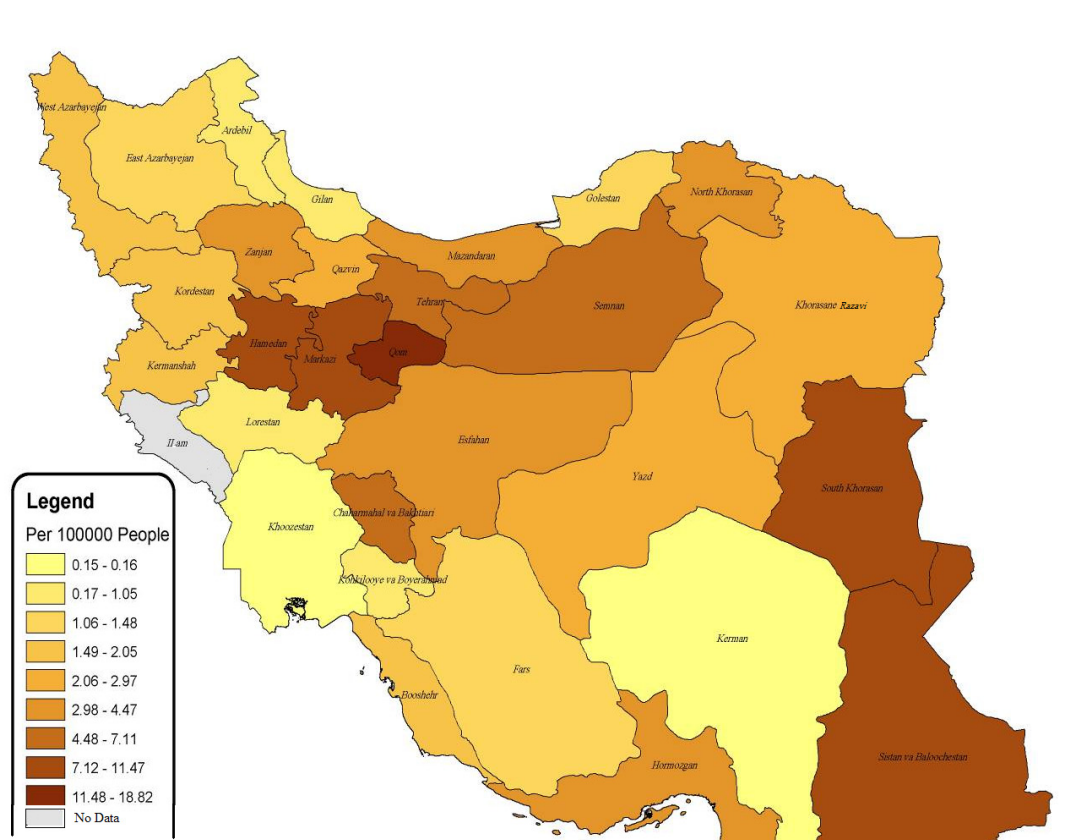 West Azarbayejan
Ardebil
East Azarbayejan
Gilan
Golestan
North Khorasan
Zanjan
Mazandaran
Qazvin
Kordestan
Tehran
Semnan
Khorasane Razavi
Hamedan
Markazi
Qom
Kermanshah
Lorestan
Il am
Esfahan
Yazd
South Khorasan
Chaharmahal va Bakhtiari
Khoozestan
Kohkilooye va Boyerahmad
Kerman
Fars
Booshehr
Hormozgan
Sistan va Baloochestan
Legend
Per 100000 People
0.15 - 0.16
0.17 - 1.05
1.06 - 1.48
1.49 - 2.05
2.06 - 2.97
2.98 - 4.47
4.48 - 7.11
7.12 - 11.47
11.48 - 18.82
No Data